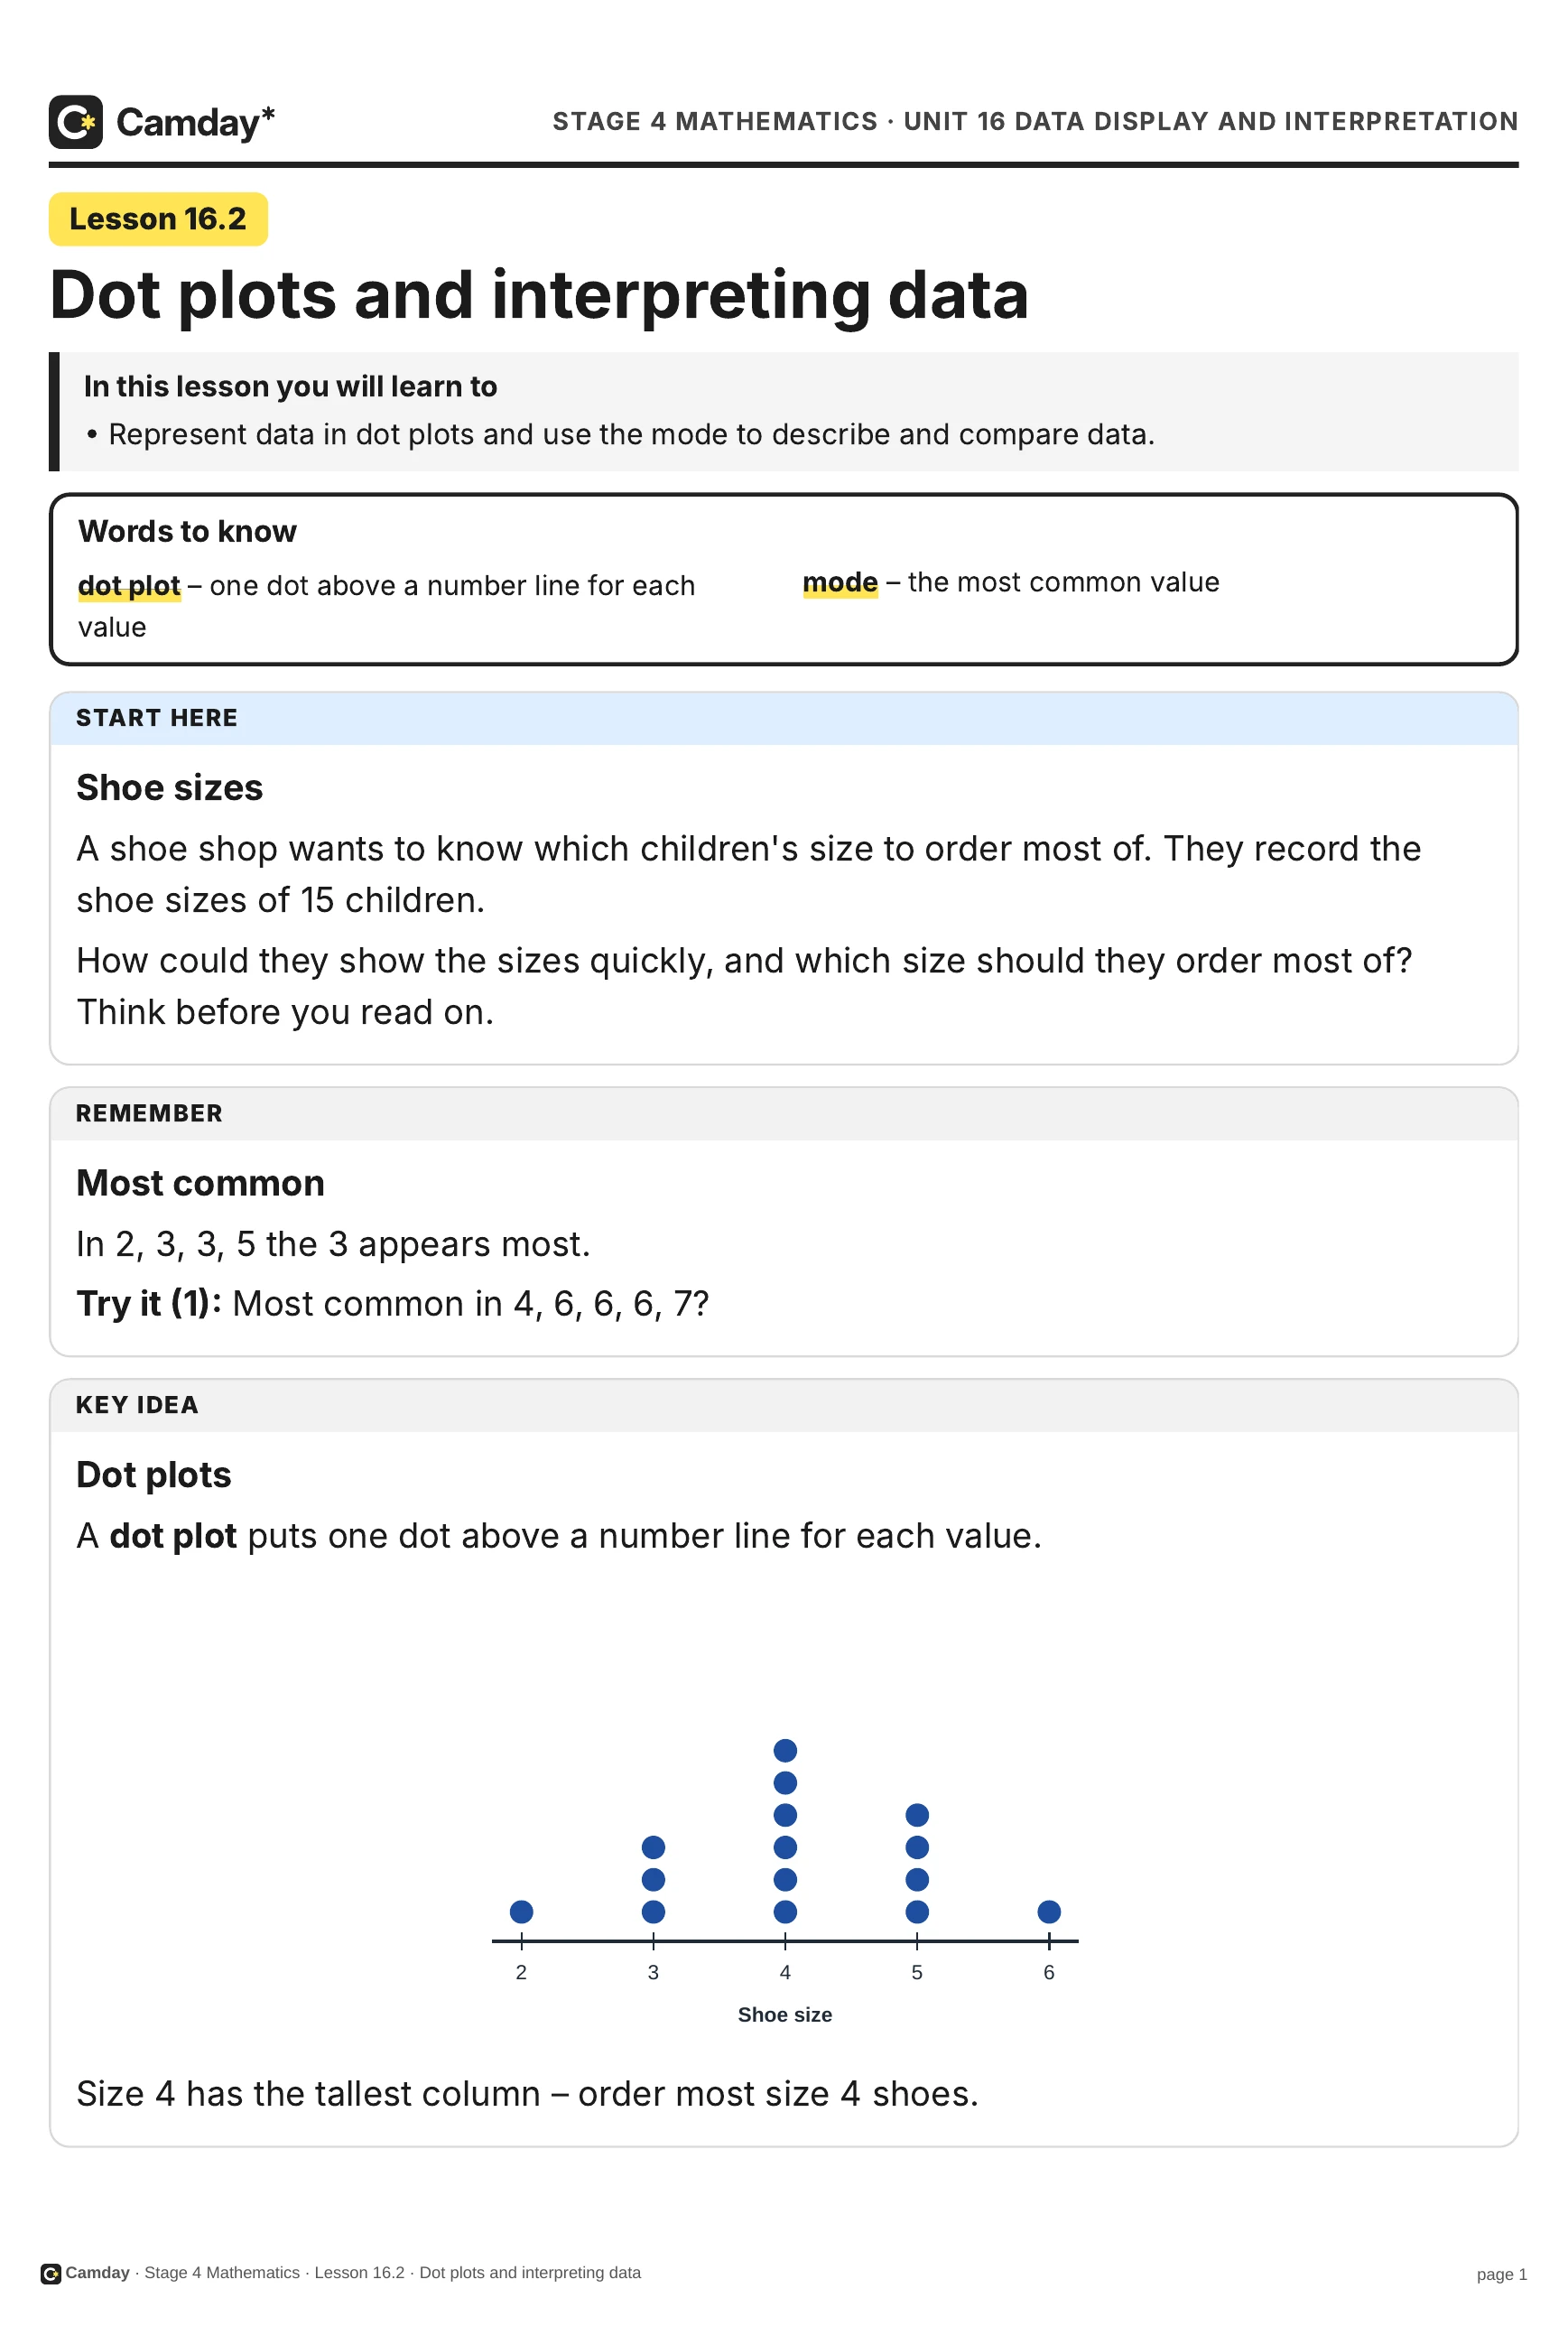 Camday*
STAGE 4 MATHEMATICS · UNIT 16 DATA DISPLAY AND INTERPRETATION
Lesson 16.2
Dot plots and interpreting data
In this lesson you will learn to
• Represent data in dot plots and use the mode to describe and compare data.
Words to know
dot plot – one dot above a number line for each
value
mode – the most common value
START HERE
Shoe sizes
A shoe shop wants to know which children's size to order most of. They record the
shoe sizes of 15 children.
How could they show the sizes quickly, and which size should they order most of?
Think before you read on.
REMEMBER
Most common
In 2, 3, 3, 5 the 3 appears most.
Try it (1): Most common in 4, 6, 6, 6, 7?
KEY IDEA
Dot plots
A dot plot puts one dot above a number line for each value.
2 3 4 5 6
Shoe size
Size 4 has the tallest column – order most size 4 shoes.
Camday · Stage 4 Mathematics · Lesson 16.2 · Dot plots and interpreting data
page 1